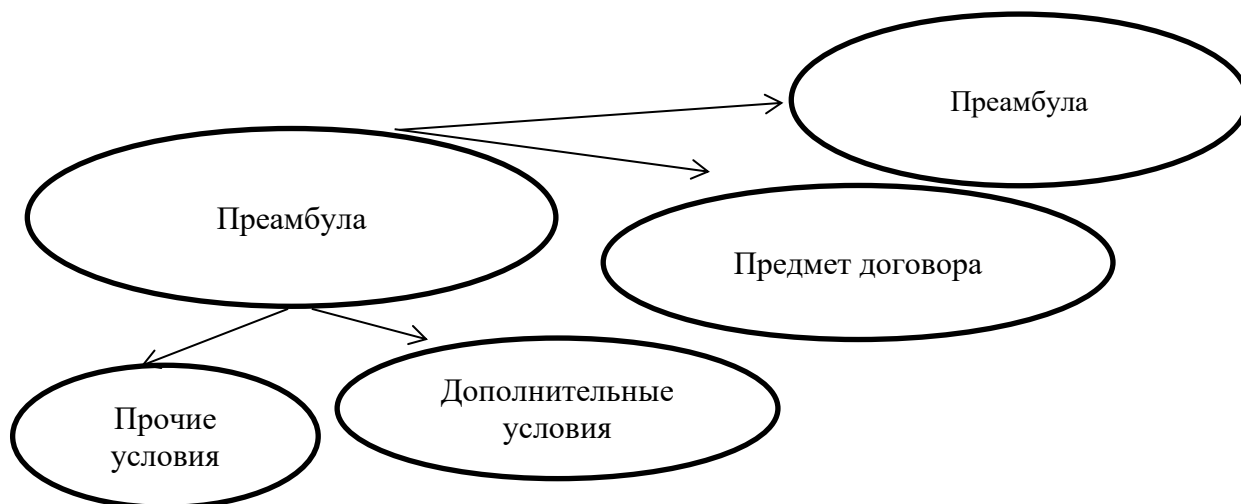 Преамбула
Преамбула
Предмет договора
Дополнительные
условия
Прочие
условия